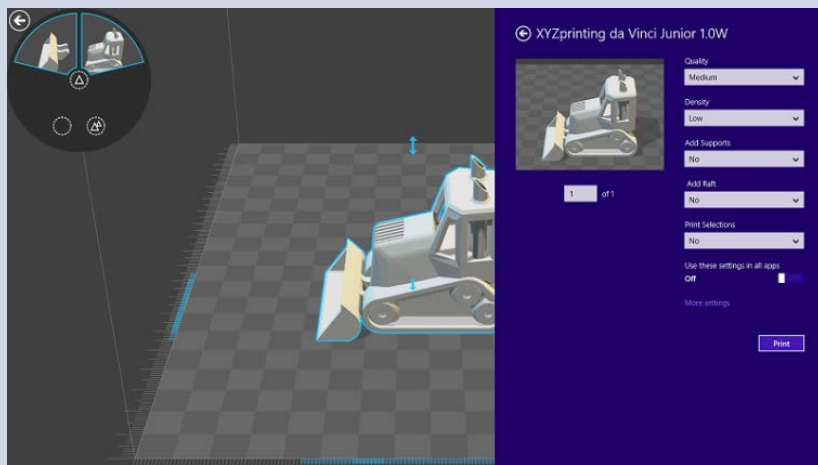 XYZprinting da Vinci Junior 1.0W
Quality
Medium
Density
Low
Add Supports
No
Add Raft
No
Print Selections
No
Use these settings in all apps
Off
More settings
Print
1 of 1